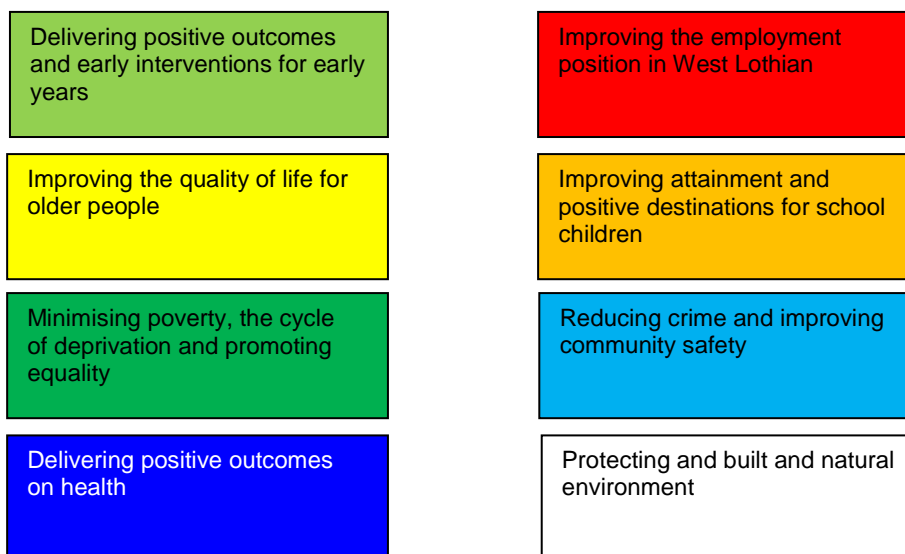 Delivering positive outcomes
and early interventions for early
years
Improving the employment
position in West Lothian
Improving the quality of life for
older people
Improving attainment and
positive destinations for school
children
Minimising poverty, the cycle
of deprivation and promoting
equality
Reducing crime and improving
community safety
Delivering positive outcomes
on health
Protecting and built and natural
environment